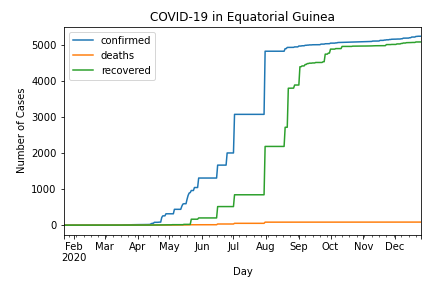 COVID-19 in Equatorial Guinea
confirmed
deaths
recovered
Number of Cases
5000
4000
3000
2000
1000
0
Feb Mar Apr May Jun Jul Aug Sep Oct Nov Dec
2020
Day